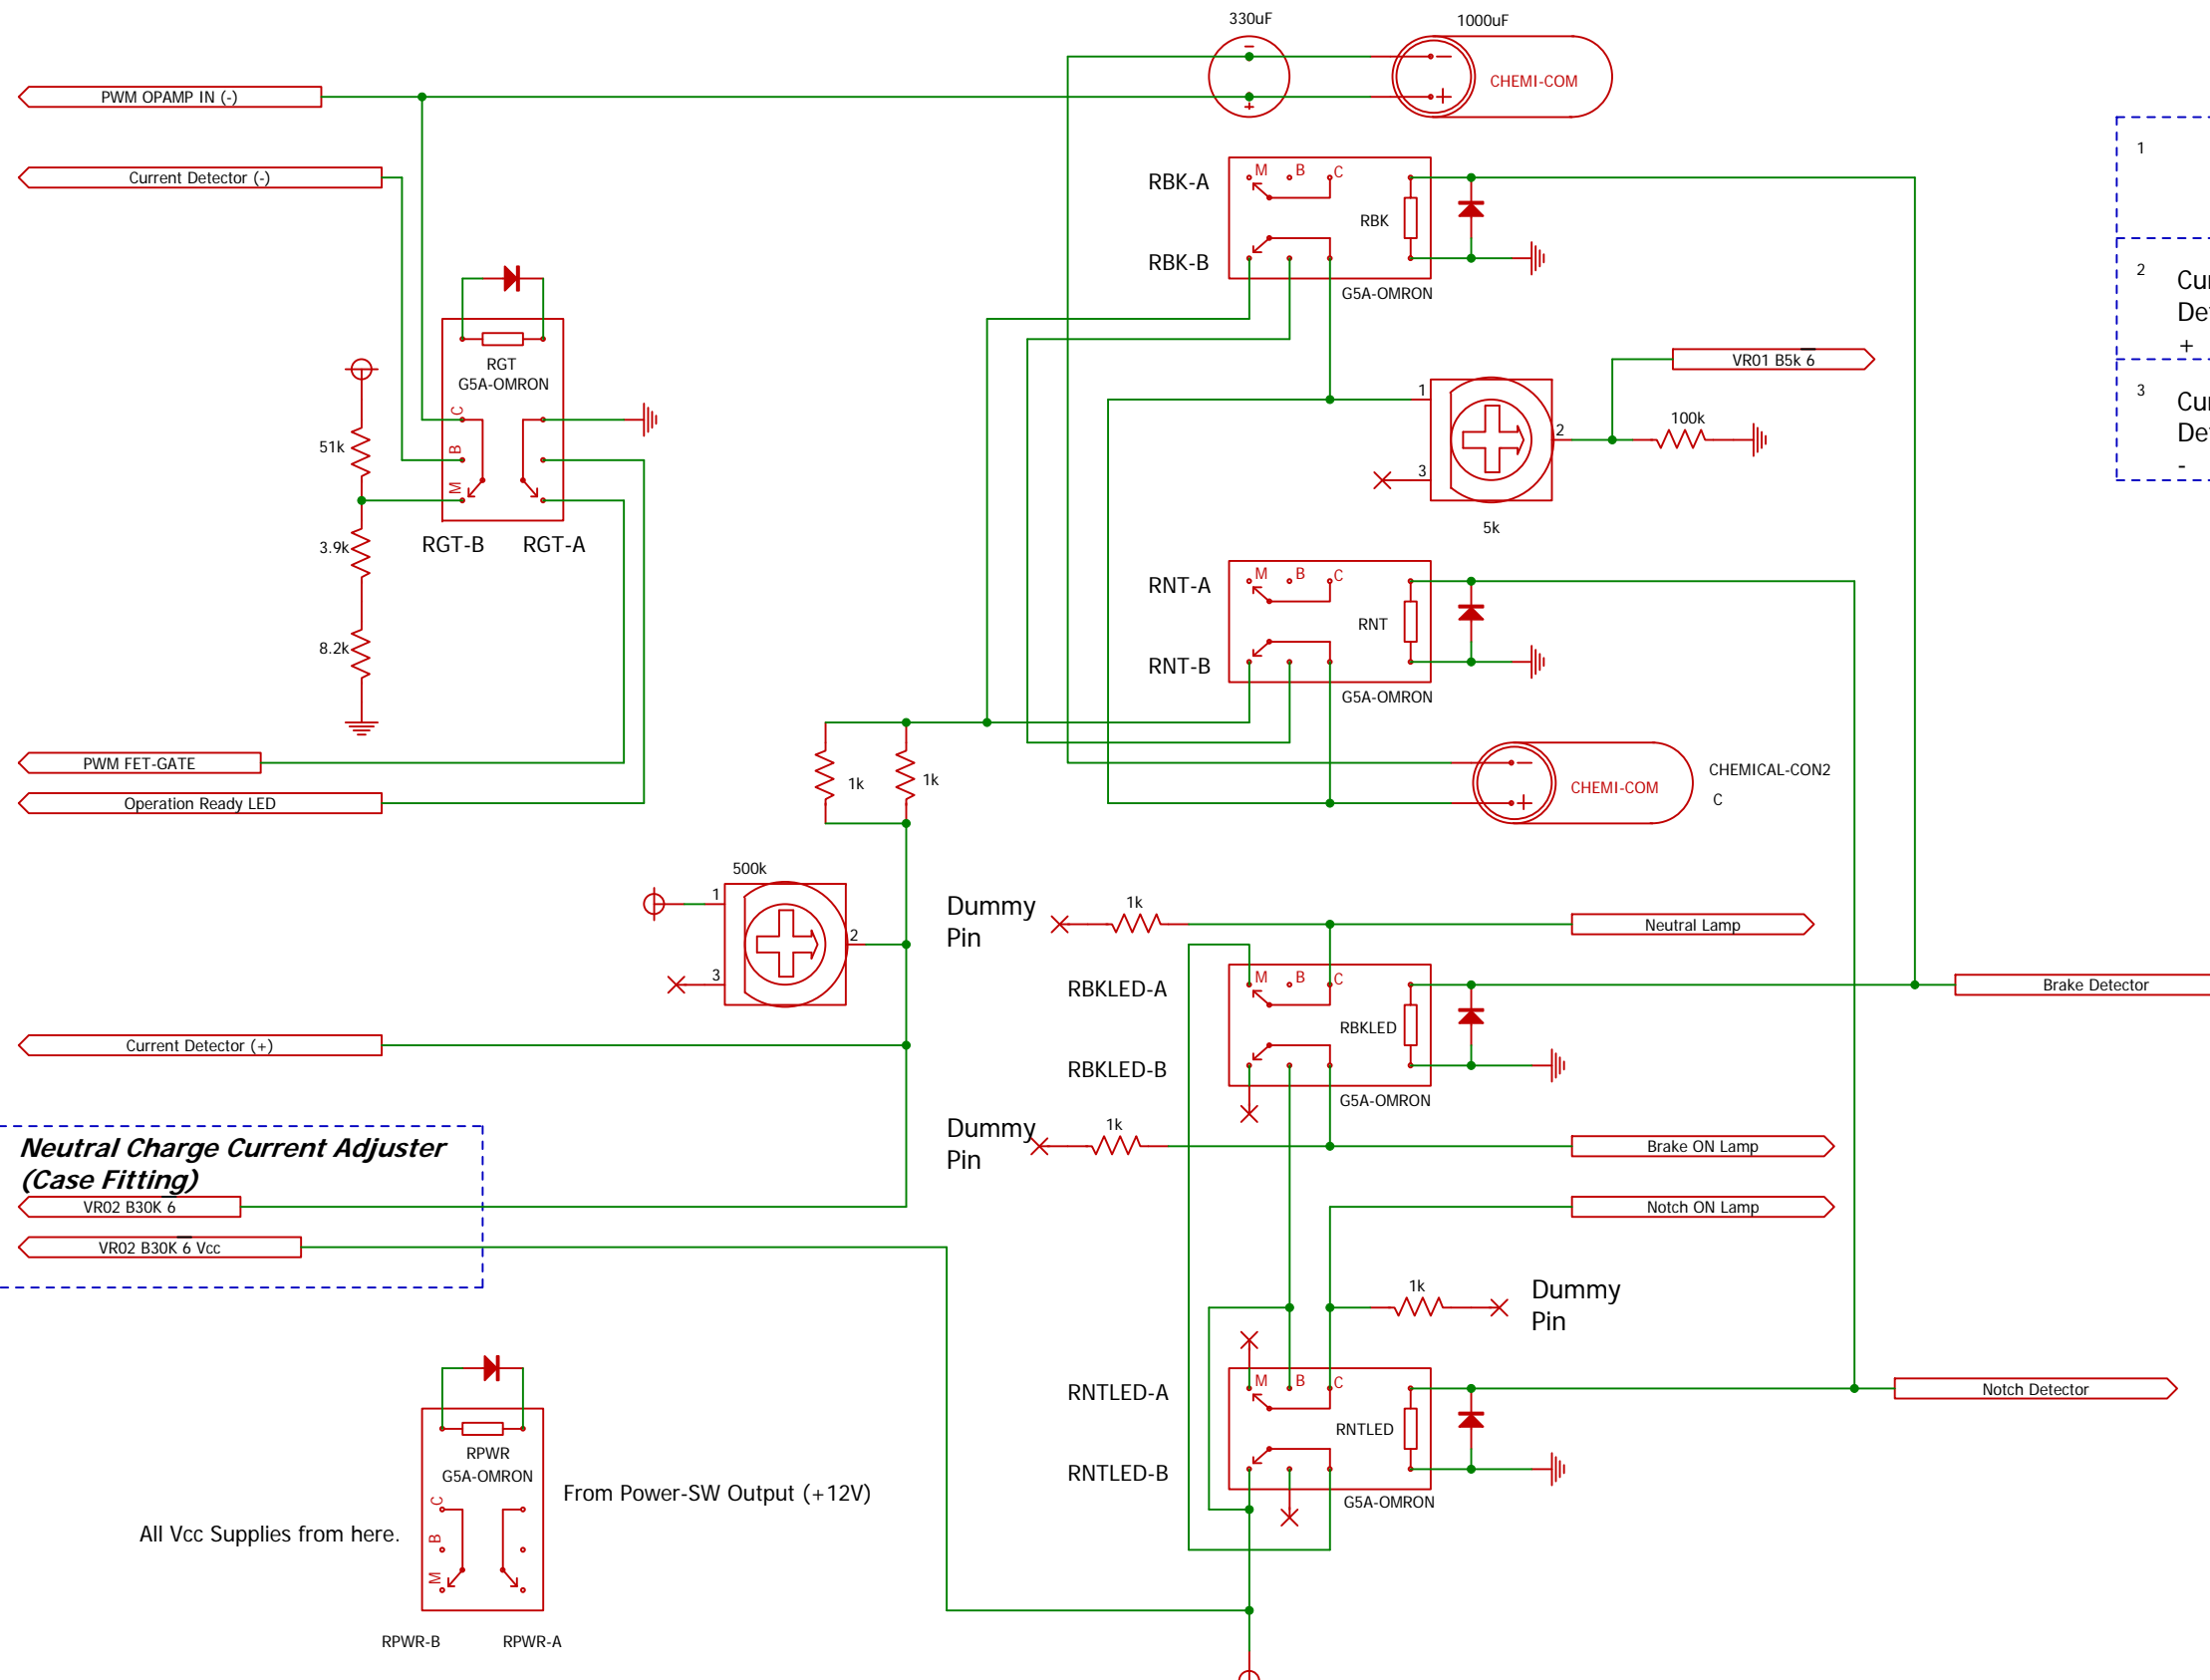 330uF
1000uF
CHEMI-COM
PWM OPAMP IN (-)
Current Detector (-)
RBK-A
M B C
RBK
RBK-B
G5A-OMRON
1
2
3
+
-
RGT
G5A-OMRON
C
B
M
51k
3.9k
8.2k
RGT-B
RGT-A
VR01 B5k 6
1
2
3
100k
5k
RNT-A
M B C
RNT
RNT-B
G5A-OMRON
PWM FET-GATE
Operation Ready LED
1k
1k
CHEMI-COM
CHEMICAL-CON2
C
500k
1
2
3
Dummy
Pin
1k
Neutral Lamp
RBKLED-A
M B C
RBKLED
RBKLED-B
G5A-OMRON
Brake Detector
Current Detector (+)
Dummy
Pin
1k
Brake ON Lamp
Neutral Charge Current Adjuster
(Case Fitting)
VR02 B30K 6
VR02 B30K 6 Vcc
Notch ON Lamp
1k
Dummy
Pin
RNTLED-A
M B C
RNTLED
RNTLED-B
G5A-OMRON
Notch Detector
RPWR
G5A-OMRON
C
B
M
From Power-SW Output (+12V)
All Vcc Supplies from here.
RPWR-B
RPWR-A